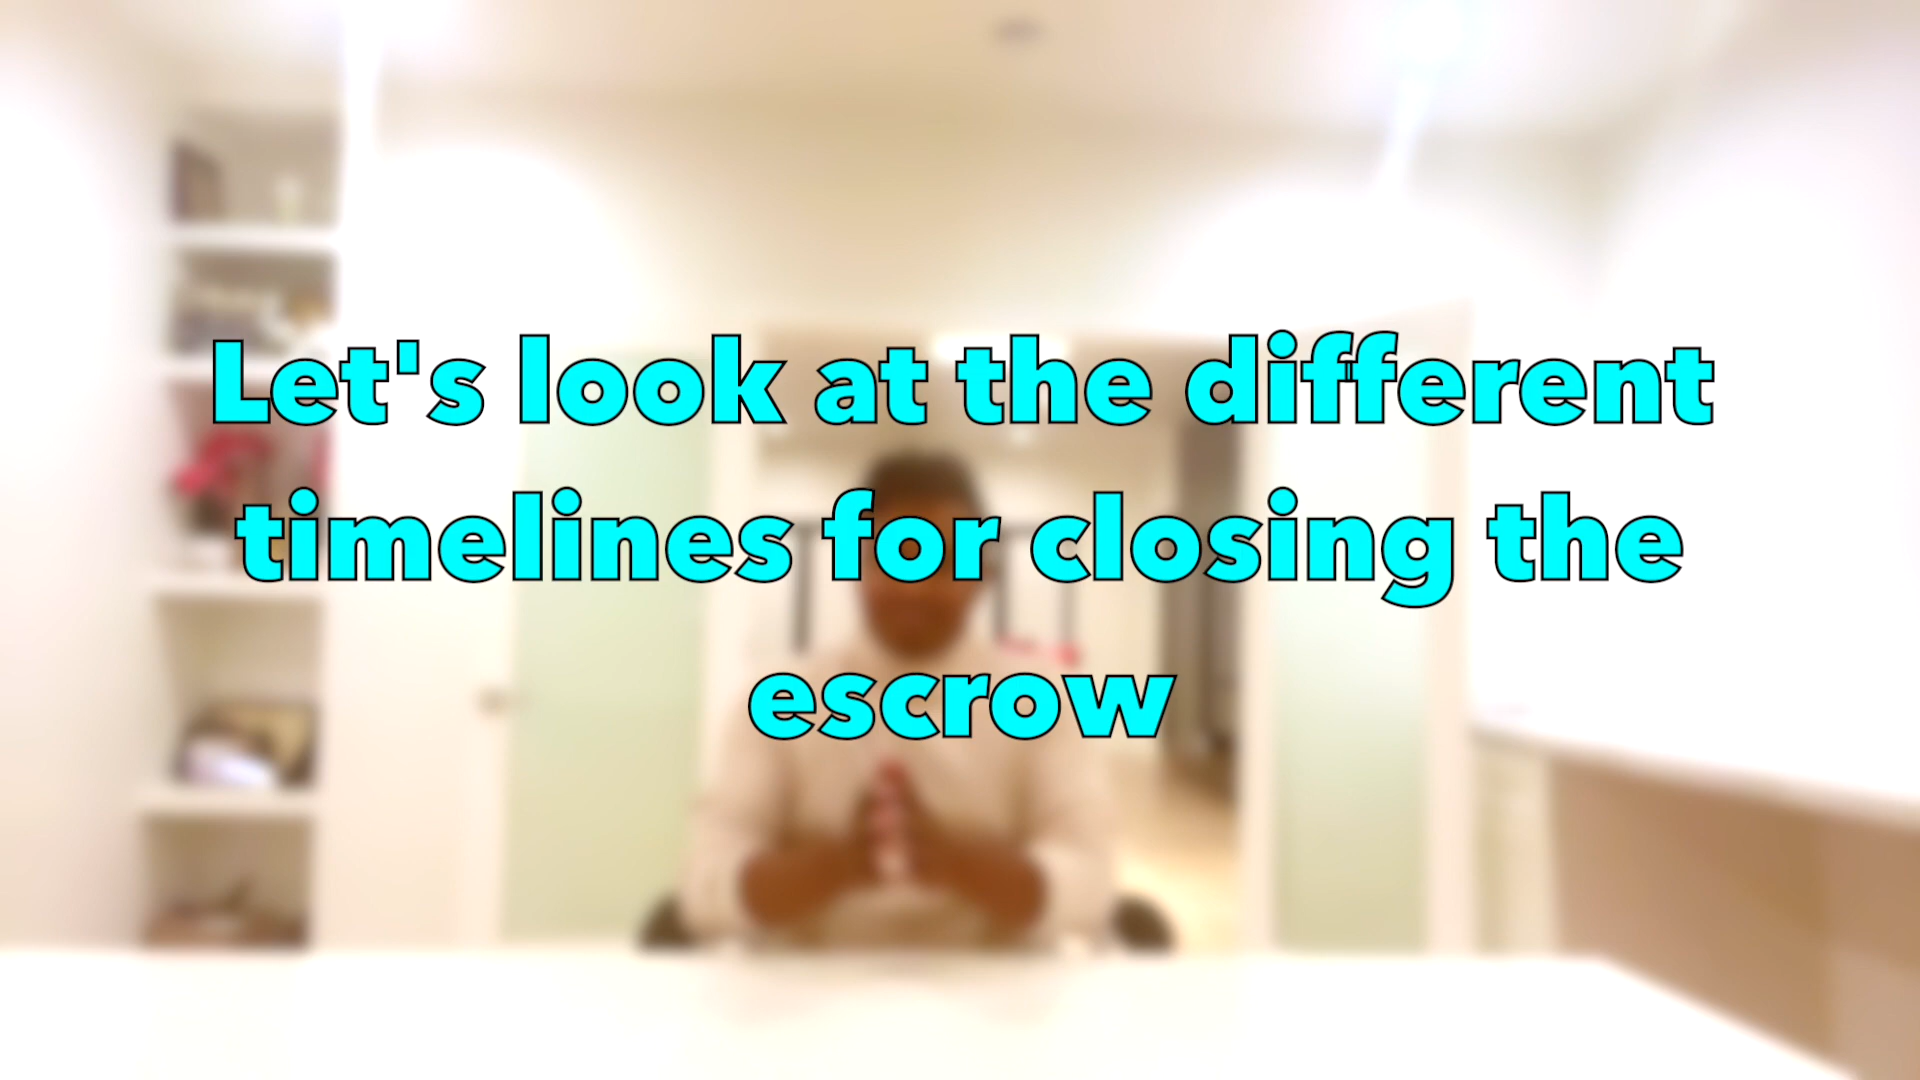 Let's look at the different
timelines for closing the
escrow